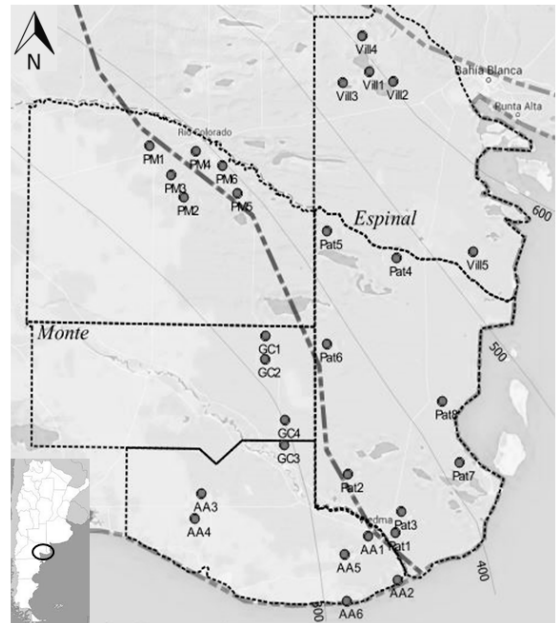 N
Vill4
Vill1
Vill3
Vill2
Bahía Blanca
Punta Alta
Río Colorado
PM1
PM4
PM6
PM3
PM2
PM5
600
Espinal
Pat5
Pat4
Vill5
Monte
GC1
GC2
Pat6
500
GC4
GC3
Pat8
Pat2
Pat7
AA3
AA4
Pat3
AA1
Pat1
AA5
400
AA2
300
AA6